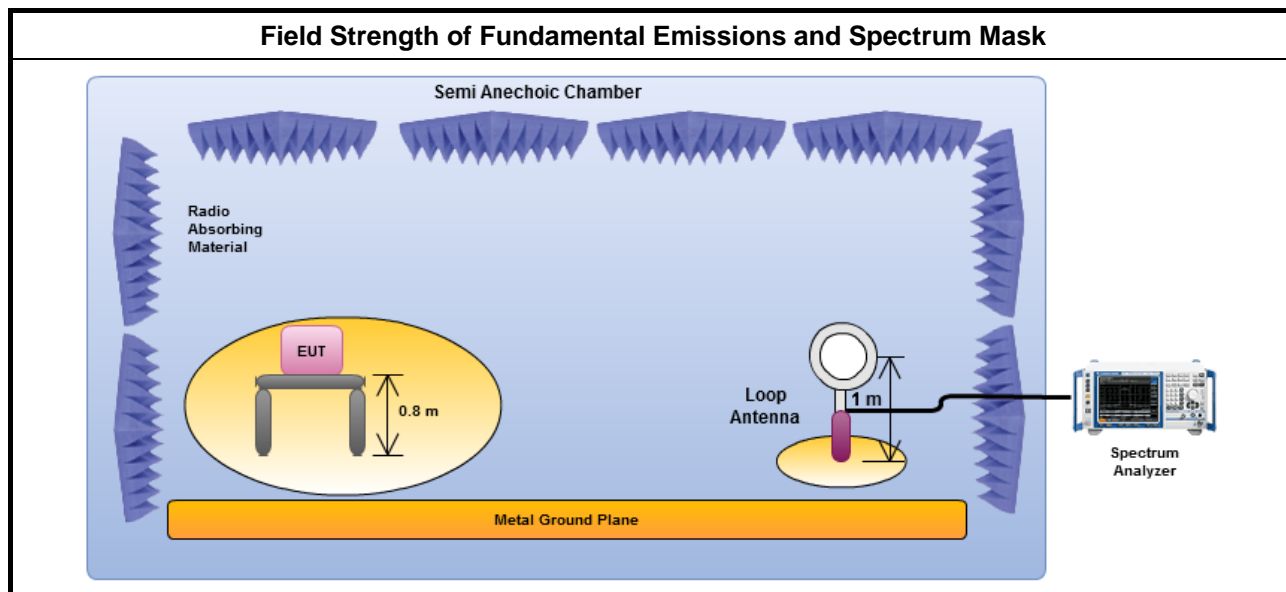 Field Strength of Fundamental Emissions and Spectrum Mask
Semi Anechoic Chamber
Radio
Absorbing
Material
EUT
0.8 m
Loop
Antenna
1 m
Spectrum
Analyzer
Metal Ground Plane